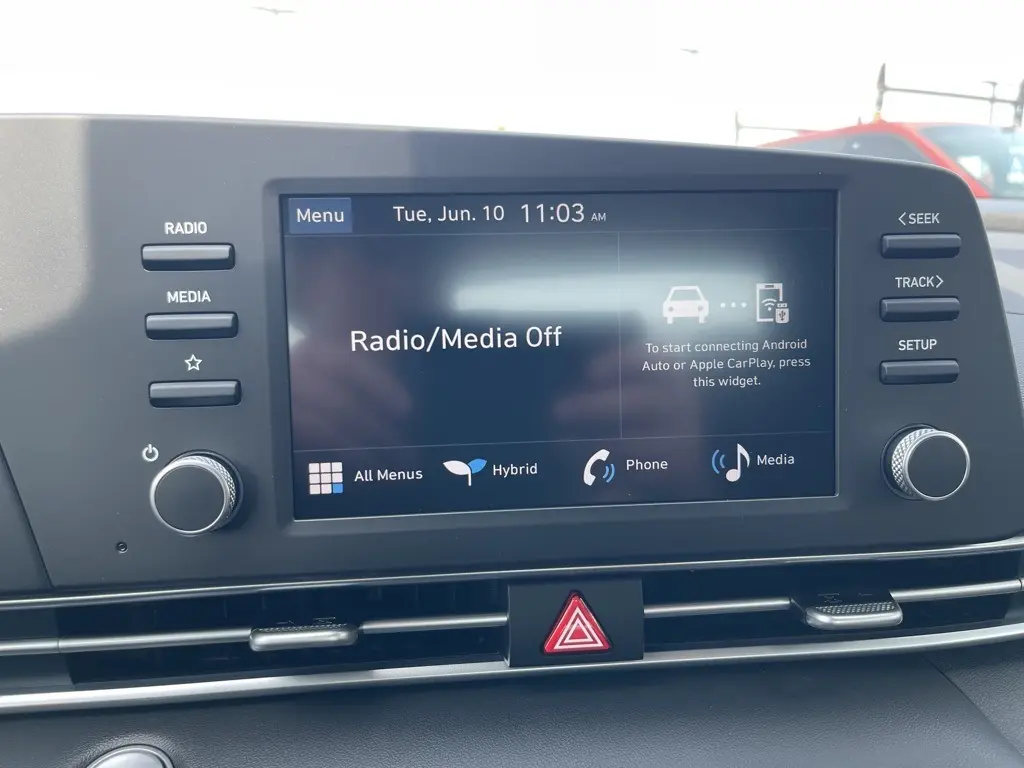 Menu
Tue, Jun. 10 11:03 AM
RADIO
MEDIA
Radio/Media Off
To start connecting Android
Auto or Apple CarPlay, press
this widget.
All Menus
Hybrid
Phone
Media
<SEEK
TRACK>
SETUP